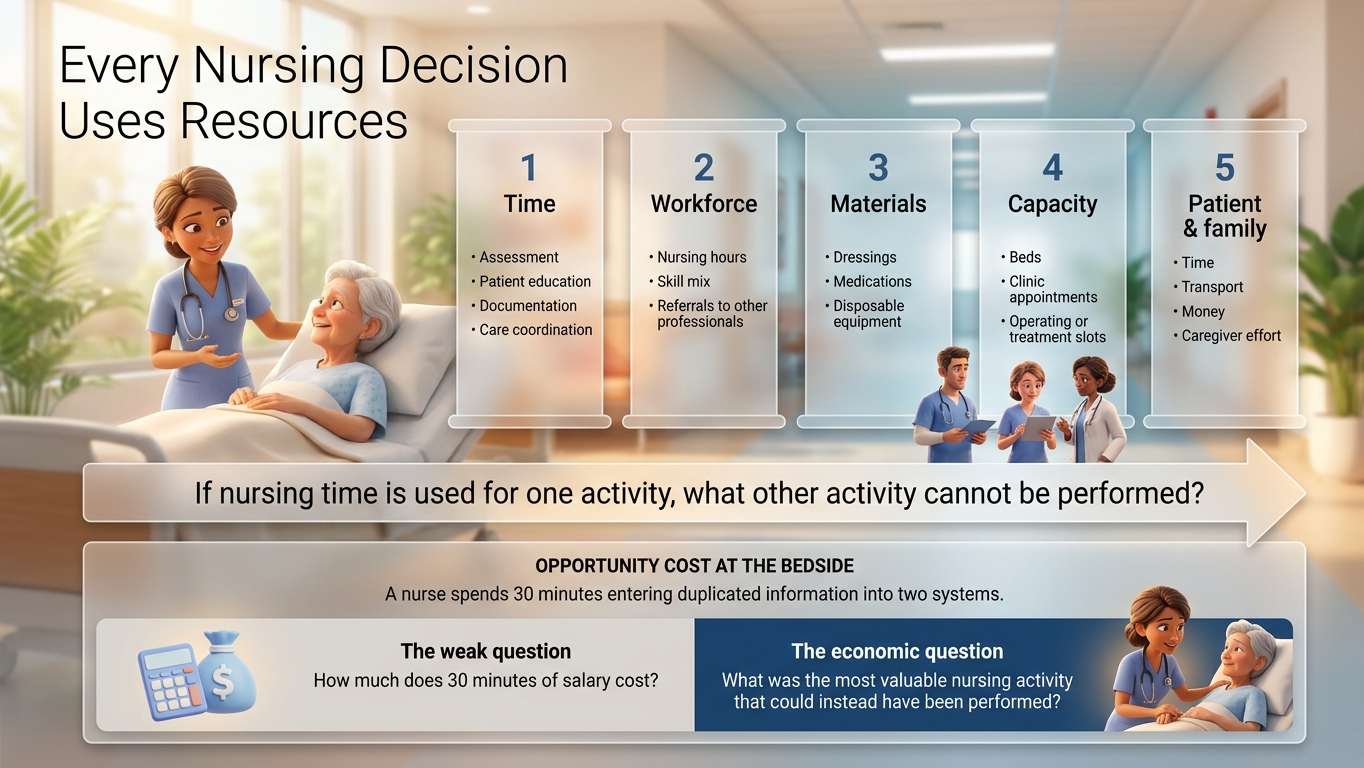 Every Nursing Decision
Uses Resources
1
Time
• Assessment
• Patient education
• Documentation
• Care coordination
2
Workforce
• Nursing hours
• Skill mix
• Referrals to other
professionals
3
Materials
• Dressings
• Medications
• Disposable
equipment
4
Capacity
• Beds
• Clinic
appointments
• Operating or
treatment slots
5
Patient
& family
• Time
• Transport
• Money
• Caregiver effort
If nursing time is used for one activity, what other activity cannot be performed?
OPPORTUNITY COST AT THE BEDSIDE
A nurse spends 30 minutes entering duplicated information into two systems.
$
The weak question
How much does 30 minutes of salary cost?
The economic question
What was the most valuable nursing activity
that could instead have been performed?